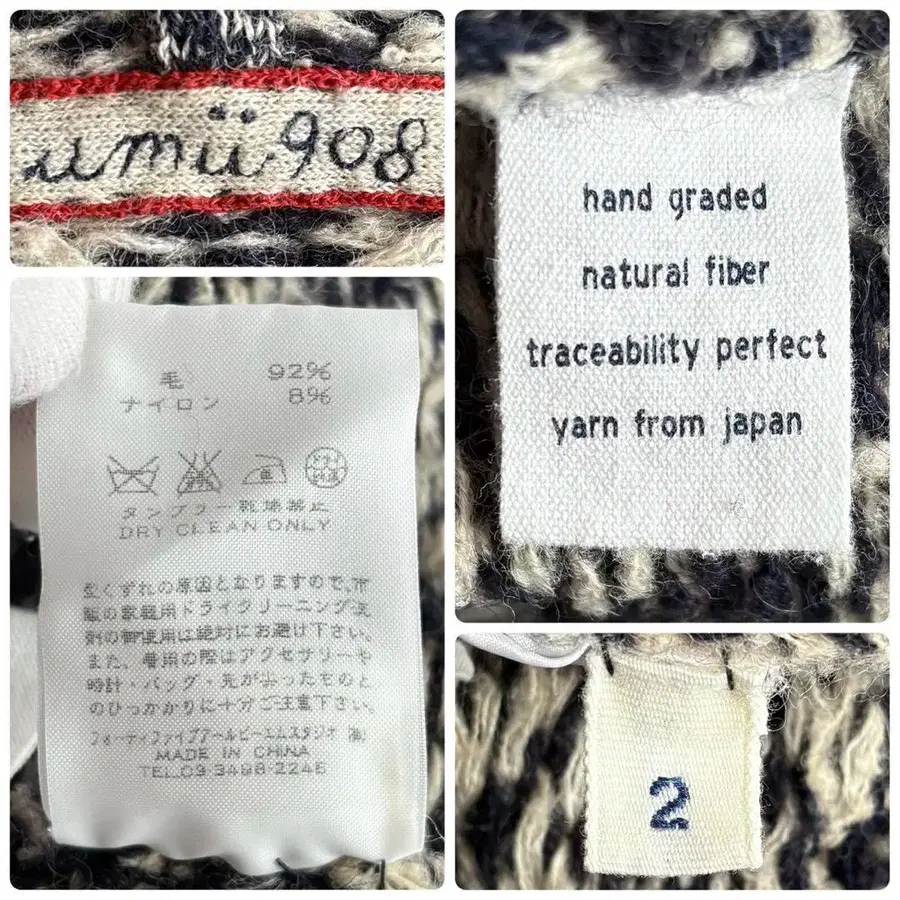 umii908
hand graded
natural fiber
traceability perfect
yarn from japan
毛 92%
ナイロン 8%
タンブラー乾燥禁止
DRY CLEAN ONLY
型くずれの原因となりますので、市
販の家庭用ドライクリーニング洗
剤の御使用は絶対にお避け下さい。
また、着用の際はアクセサリーや
時計・バッグ・先がとがったものと
のひっかかりに十分ご注意下さい
フォーティファイブアールピーエムスタジオ ㈱
MADE IN CHINA
TEL.03-3498-2245
2